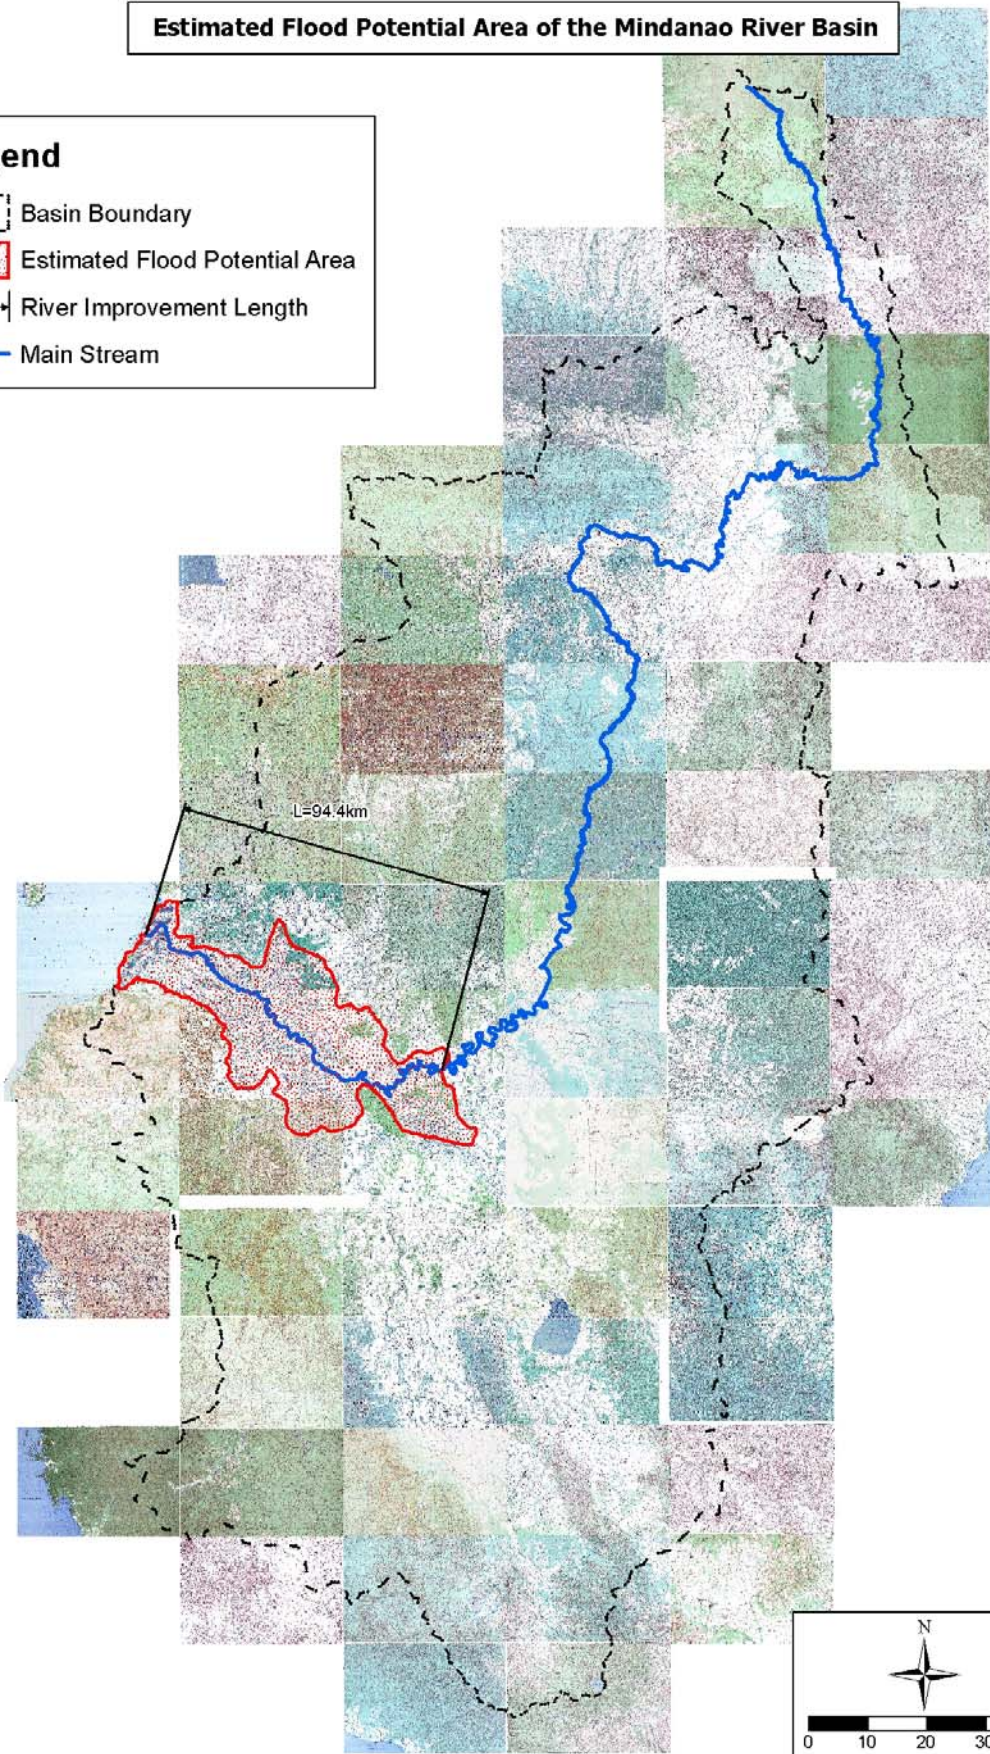 Estimated Flood Potential Area of the Mindanao River Basin
end
Basin Boundary
Estimated Flood Potential Area
River Improvement Length
Main Stream
L=94.4km
N
0 10 20 30